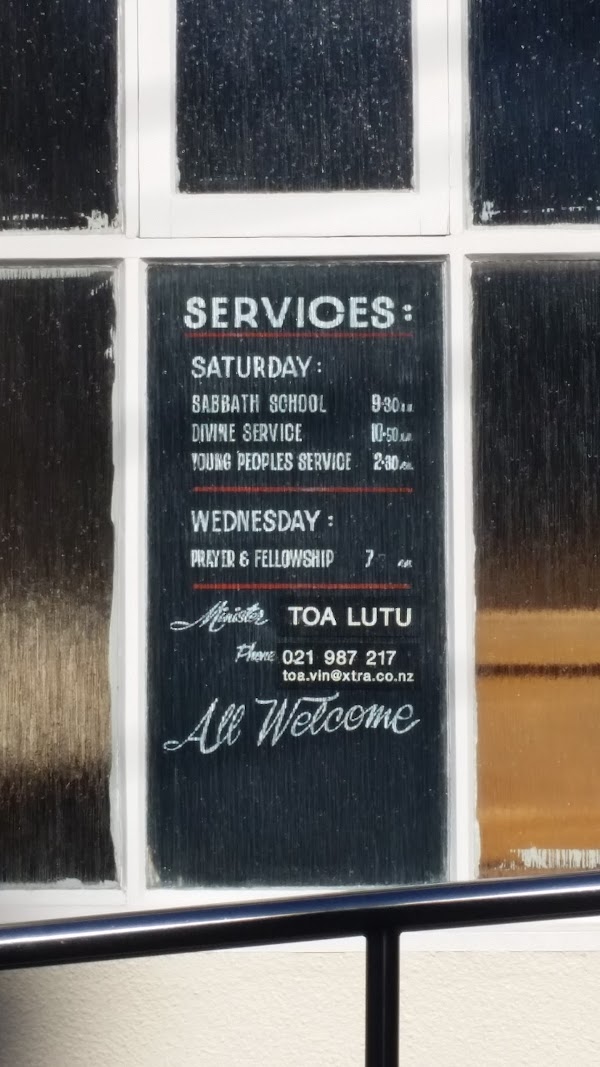 SERVICES:
SATURDAY:
SABBATH SCHOOL 9·30 A.M.
DIVINE SERVICE 10·50 A.M.
YOUNG PEOPLES SERVICE 2·30 P.M.
WEDNESDAY:
PRAYER & FELLOWSHIP 7
Minister TOA LUTU
Phone 021 987 217
toa.vin@xtra.co.nz
All Welcome